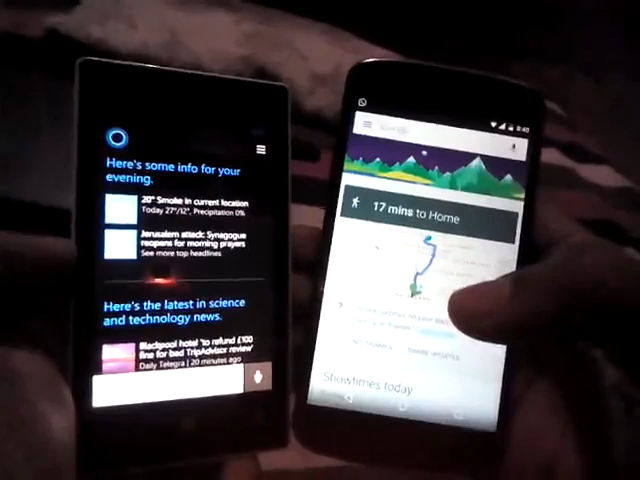 Here's some info for your
evening.
20° Smoke in current location
Today 27°/12°, Precipitation 0%
Jerusalem attack: Synagogue
reopens for morning prayers
See more top headlines
Here's the latest in science
and technology news.
Blackpool hotel 'to refund £100
fine for bad TripAdvisor review'
Daily Telegra | 20 minutes ago
8:40
17 mins to Home
Showtimes today